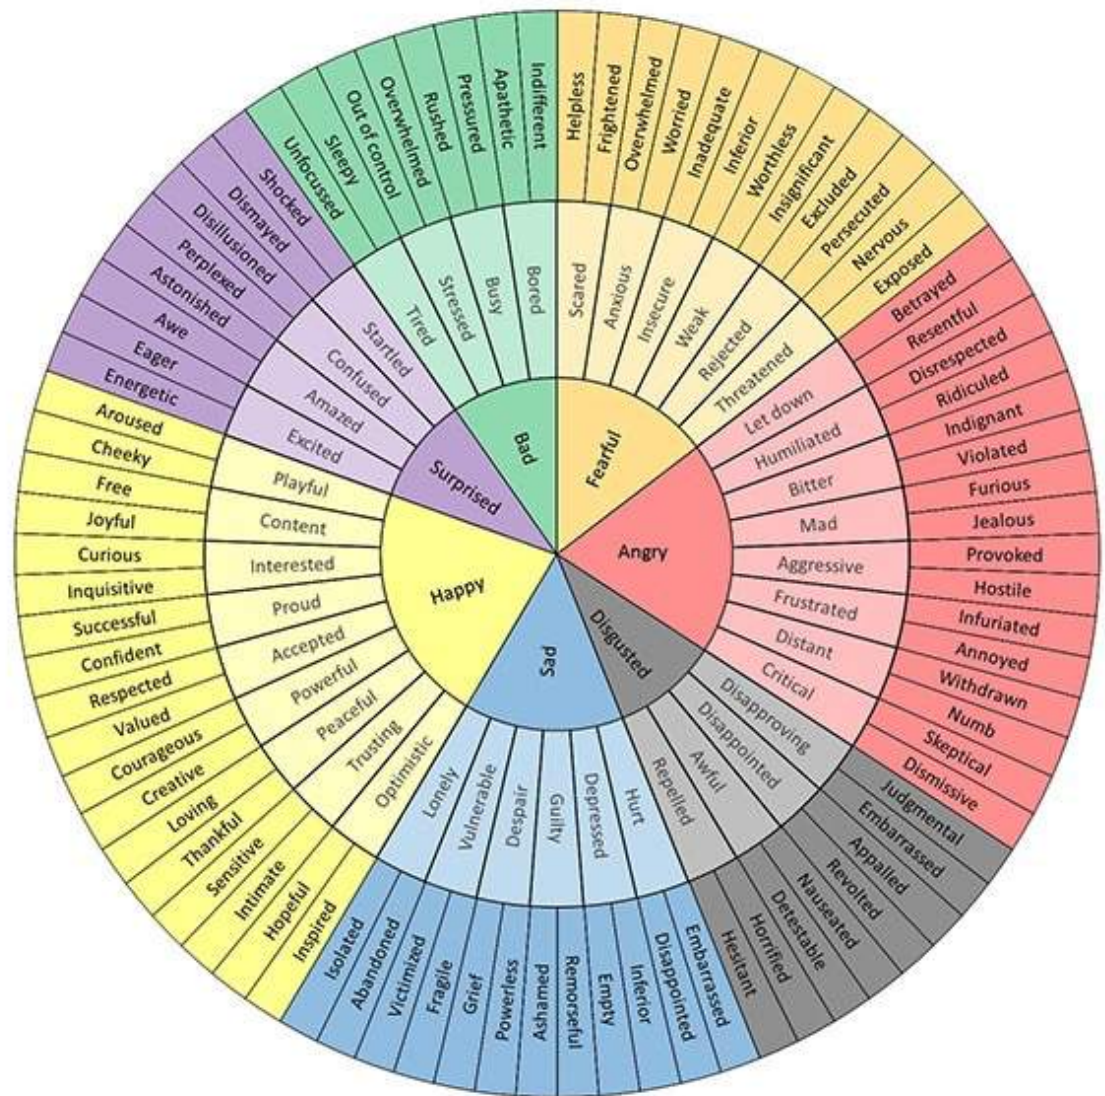 Bad
Fearful
Angry
Disgusted
Sad
Happy
Surprised
Tired
Stressed
Busy
Bored
Scared
Anxious
Insecure
Weak
Rejected
Threatened
Let down
Humiliated
Bitter
Mad
Aggressive
Frustrated
Distant
Critical
Disapproving
Disappointed
Awful
Repelled
Hurt
Depressed
Guilty
Despair
Vulnerable
Lonely
Optimistic
Trusting
Peaceful
Powerful
Accepted
Proud
Interested
Content
Playful
Excited
Amazed
Confused
Startled
Unfocussed
Sleepy
Out of control
Overwhelmed
Rushed
Pressured
Apathetic
Indifferent
Helpless
Frightened
Overwhelmed
Worried
Inadequate
Inferior
Worthless
Insignificant
Excluded
Persecuted
Nervous
Exposed
Betrayed
Resentful
Disrespected
Ridiculed
Indignant
Violated
Furious
Jealous
Provoked
Hostile
Infuriated
Annoyed
Withdrawn
Numb
Skeptical
Dismissive
Judgmental
Embarrassed
Appalled
Revolted
Nauseated
Detestable
Horrified
Hesitant
Embarrassed
Disappointed
Inferior
Empty
Remorseful
Ashamed
Powerless
Grief
Fragile
Victimized
Abandoned
Isolated
Inspired
Hopeful
Intimate
Sensitive
Thankful
Loving
Creative
Courageous
Valued
Respected
Confident
Successful
Inquisitive
Curious
Joyful
Free
Cheeky
Aroused
Energetic
Eager
Awe
Astonished
Perplexed
Disillusioned
Dismayed
Shocked